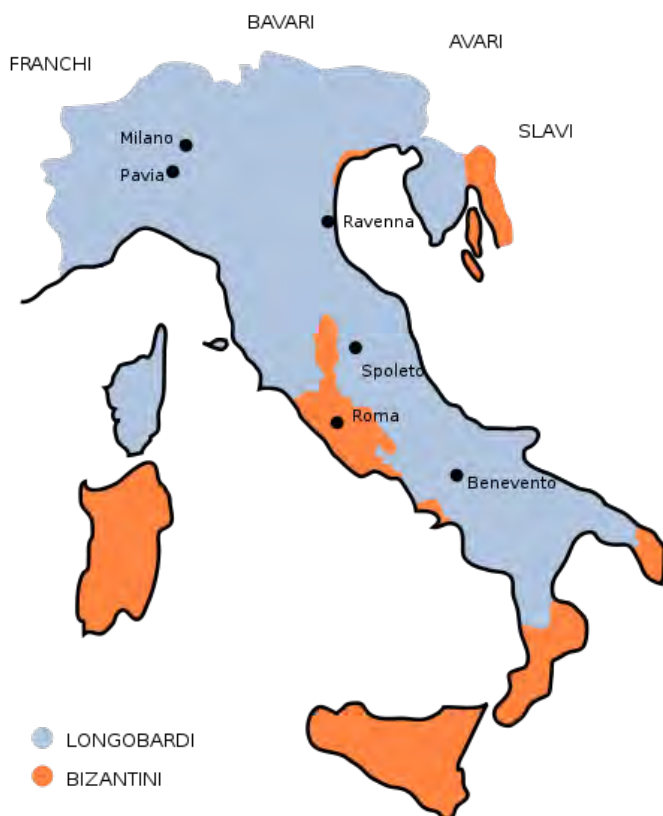 BAVARI
AVARI
FRANCHI
SLAVI
Milano
Pavia
Ravenna
Spoleto
Roma
Benevento
LONGOBARDI
BIZANTINI